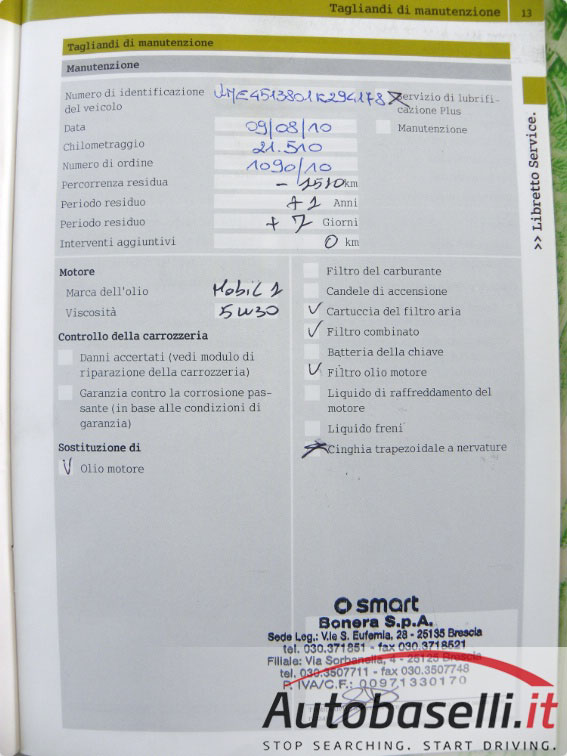 Tagliandi di manutenzione 13
Tagliandi di manutenzione
Manutenzione
Numero di identificazione del veicolo WME4513801K294178
Servizio di lubrifi-
cazione Plus
Data 09/08/10
Manutenzione
Chilometraggio 21.510
Numero di ordine 1090/10
Percorrenza residua - 1510 km
Periodo residuo + 1 Anni
Periodo residuo + 7 Giorni
Interventi aggiuntivi 0 km
>> Libretto Service.
Motore
Marca dell'olio Mobil 1
Viscosità 5W30
Controllo della carrozzeria
Danni accertati (vedi modulo di
riparazione della carrozzeria)
Garanzia contro la corrosione pas-
sante (in base alle condizioni di
garanzia)
Sostituzione di
Olio motore
Filtro del carburante
Candele di accensione
Cartuccia del filtro aria
Filtro combinato
Batteria della chiave
Filtro olio motore
Liquido di raffreddamento del
motore
Liquido freni
Cinghia trapezoidale a nervature
smart
Bonera S.p.A.
Sede Leg.: V.le S. Eufemia, 28 - 25135 Brescia
tel. 030.371851 - fax 030.3718521
Filiale: Via Sorbanella, 4 - 25125 Brescia
tel. 030.3507711 - fax 030.3507748
P. IVA/C.F.: 00971330170
Autobaselli.it
STOP SEARCHING. START DRIVING.